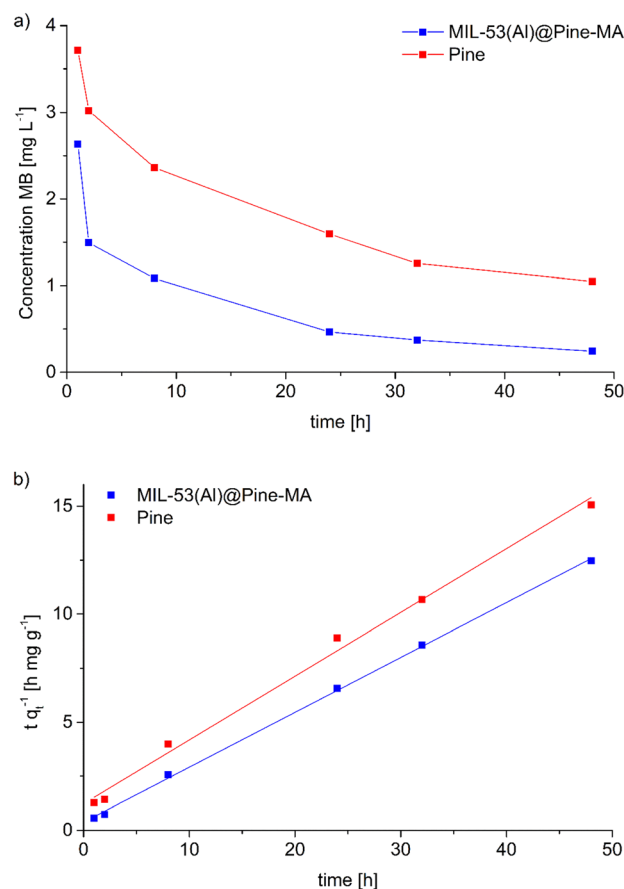 a)
MIL-53(Al)@Pine-MA
Pine
Concentration MB [mg L⁻¹]
4
3
2
1
0
0 10 20 30 40 50
time [h]
b)
MIL-53(Al)@Pine-MA
Pine
t qₜ⁻¹ [h mg g⁻¹]
15
10
5
0
0 10 20 30 40 50
time [h]